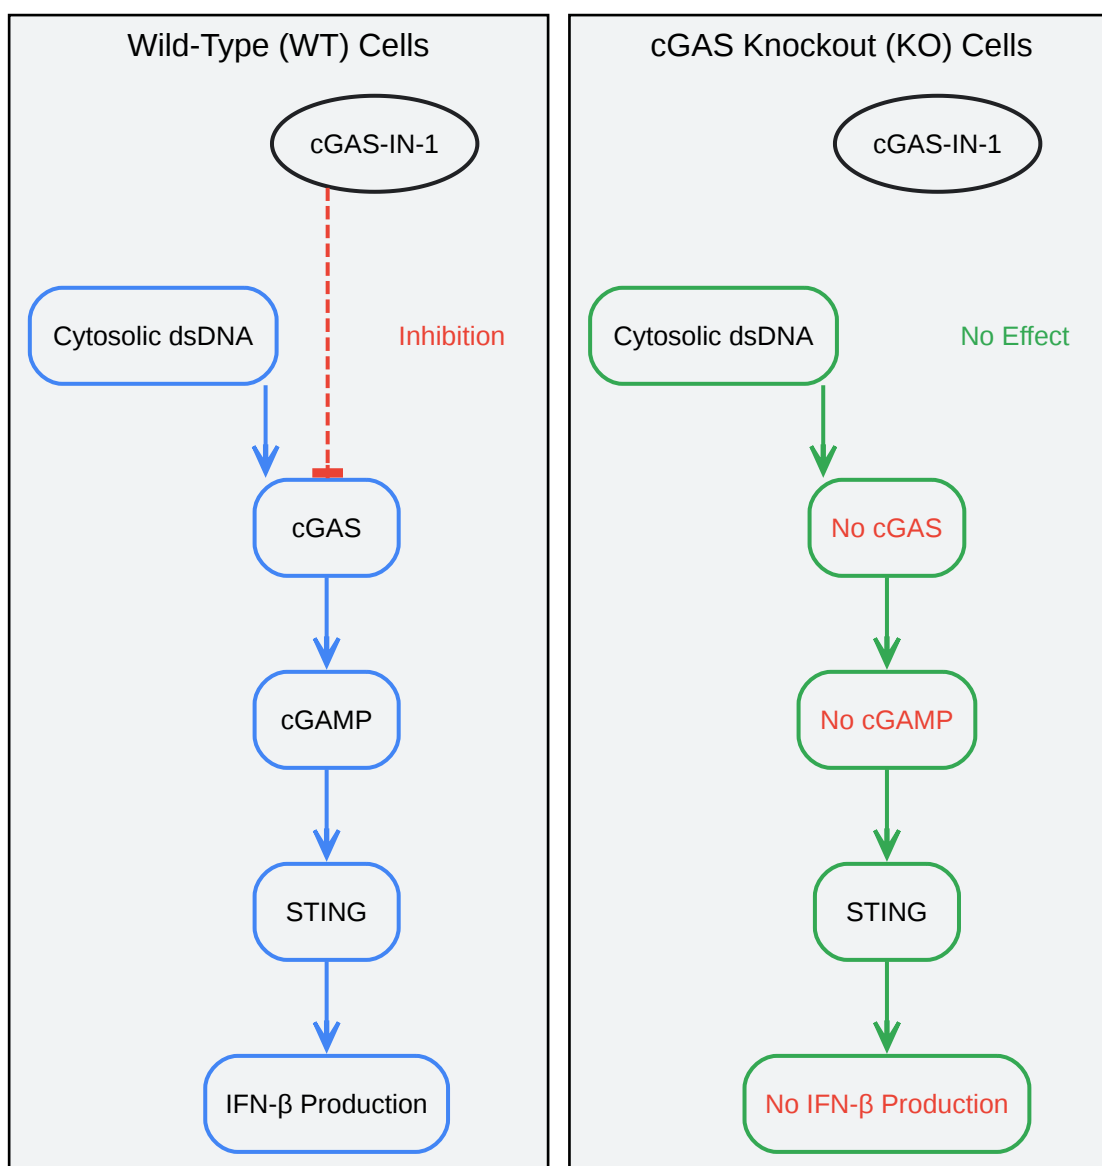 Wild-Type (WT) Cells
cGAS-IN-1
Cytosolic dsDNA
Inhibition
cGAS
cGAMP
STING
IFN-β Production
cGAS Knockout (KO) Cells
cGAS-IN-1
Cytosolic dsDNA
No Effect
No cGAS
No cGAMP
STING
No IFN-β Production